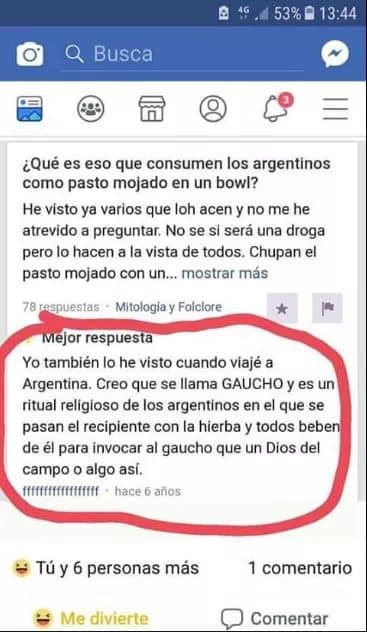 4G 53% 13:44
Busca
3
¿Qué es eso que consumen los argentinos
como pasto mojado en un bowl?
He visto ya varios que loh acen y no me he
atrevido a preguntar. No se si será una droga
pero lo hacen a la vista de todos. Chupan el
pasto mojado con un... mostrar más
78 respuestas · Mitología y Folclore
Mejor respuesta
Yo también lo he visto cuando viajé a
Argentina. Creo que se llama GAUCHO y es un
ritual religioso de los argentinos en el que se
pasan el recipiente con la hierba y todos beben
de él para invocar al gaucho que un Dios del
campo o algo así.
ffffffffffffffffff · hace 6 años
Tú y 6 personas más 1 comentario
Me divierte Comentar